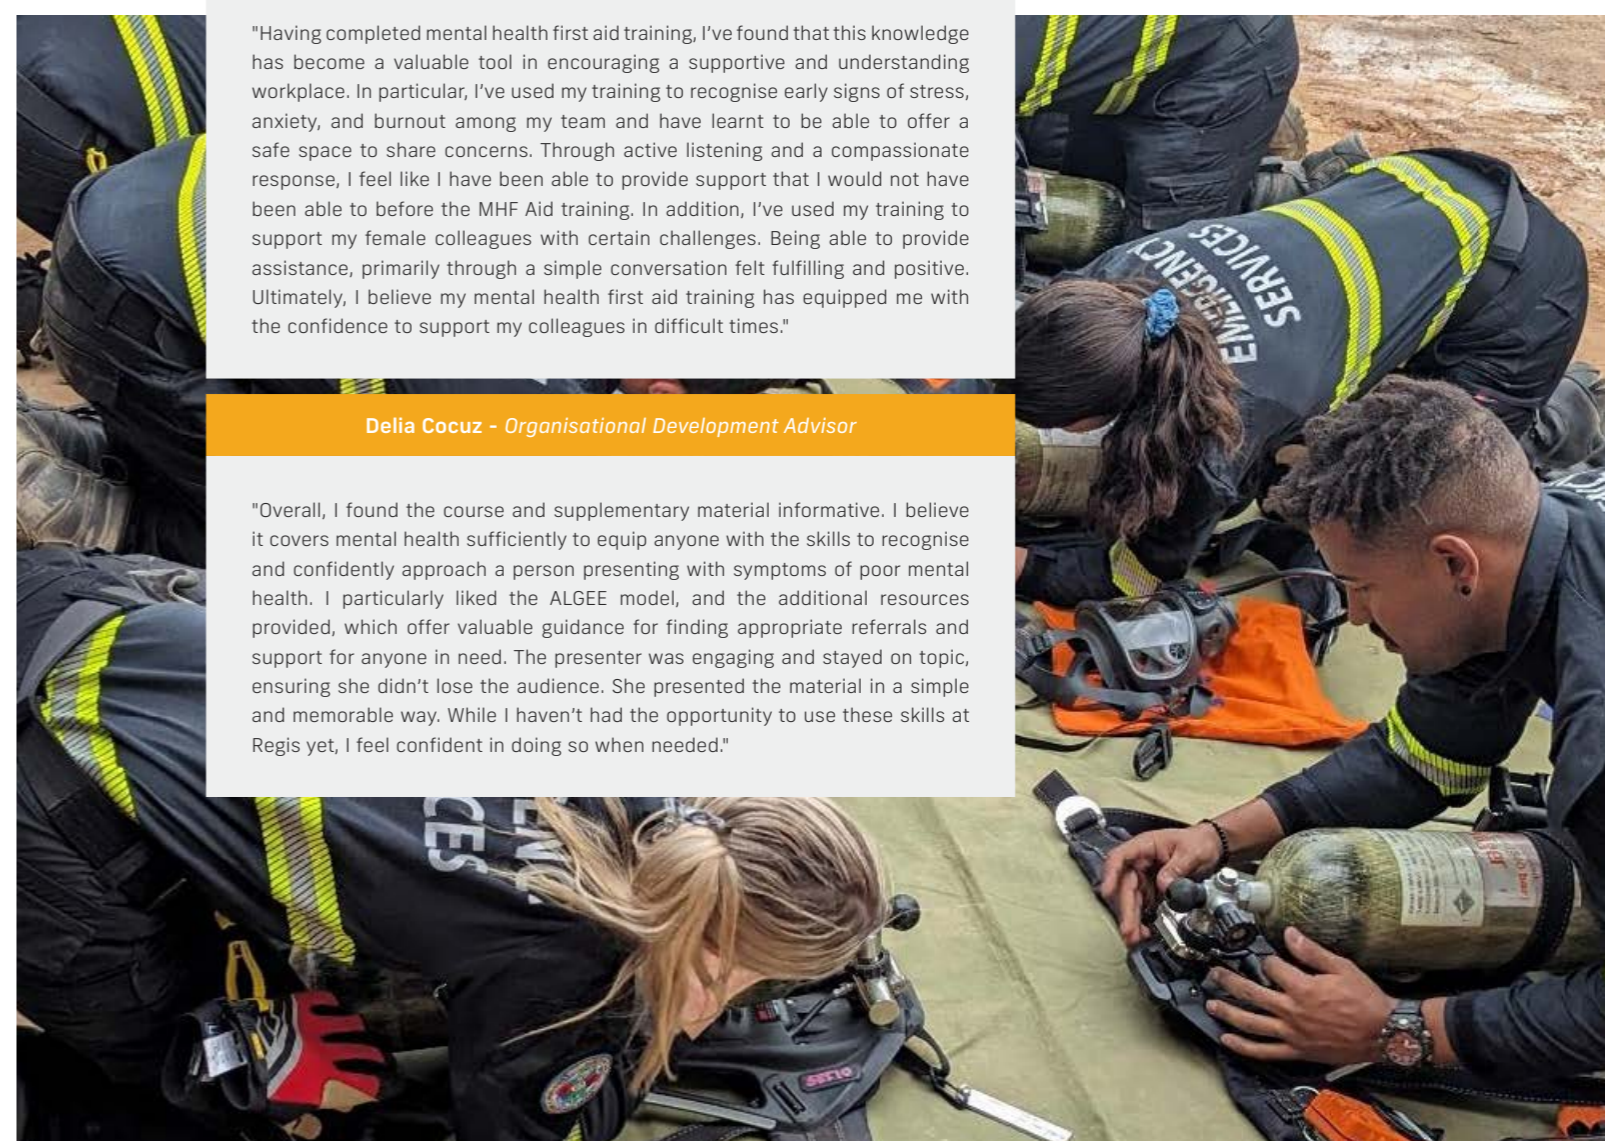 "Having completed mental health first aid training, I've found that this knowledge
has become a valuable tool in encouraging a supportive and understanding
workplace. In particular, I've used my training to recognise early signs of stress,
anxiety, and burnout among my team and have learnt to be able to offer a
safe space to share concerns. Through active listening and a compassionate
response, I feel like I have been able to provide support that I would not have
been able to before the MHF Aid training. In addition, I've used my training to
support my female colleagues with certain challenges. Being able to provide
assistance, primarily through a simple conversation felt fulfilling and positive.
Ultimately, I believe my mental health first aid training has equipped me with
the confidence to support my colleagues in difficult times."
EMERGENCY
SERVICES
Delia Cocuz - Organisational Development Advisor
"Overall, I found the course and supplementary material informative. I believe
it covers mental health sufficiently to equip anyone with the skills to recognise
and confidently approach a person presenting with symptoms of poor mental
health. I particularly liked the ALGEE model, and the additional resources
provided, which offer valuable guidance for finding appropriate referrals and
support for anyone in need. The presenter was engaging and stayed on topic,
ensuring she didn't lose the audience. She presented the material in a simple
and memorable way. While I haven't had the opportunity to use these skills at
Regis yet, I feel confident in doing so when needed."